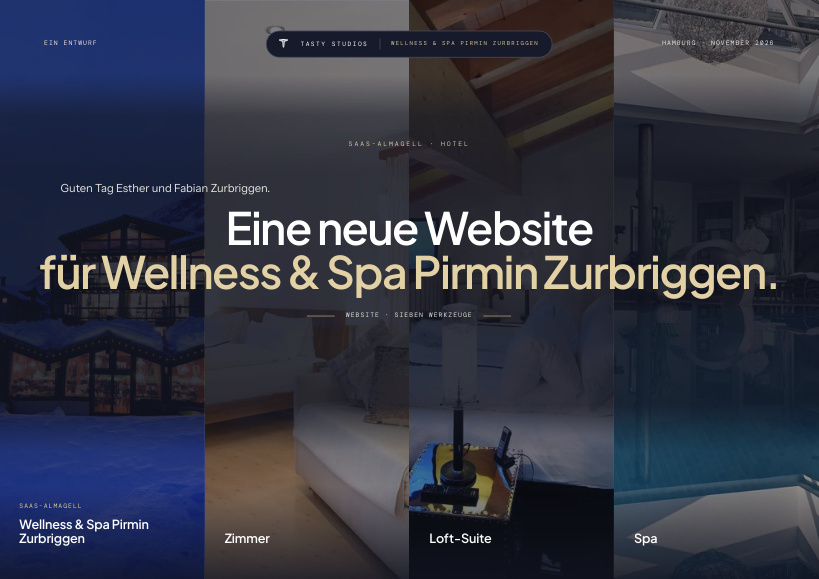 EIN ENTWURF
TASTY STUDIOS
WELLNESS & SPA PIRMIN ZURBRIGGEN
HAMBURG · NOVEMBER 2026
SAAS-ALMAGELL · HOTEL
Guten Tag Esther und Fabian Zurbriggen.
Eine neue Website
für Wellness & Spa Pirmin Zurbriggen.
WEBSITE · SIEBEN WERKZEUGE
SAAS-ALMAGELL
Wellness & Spa Pirmin
Zurbriggen
Zimmer
Loft-Suite
Spa